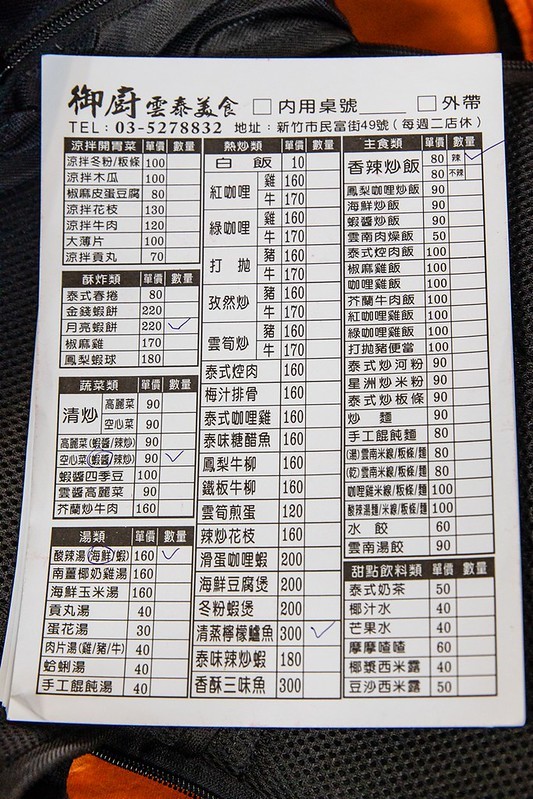 御廚雲泰美食 內用桌號 外帶
TEL：03-5278832 地址：新竹市民富街49號（每週二店休）
涼拌開胃菜 單價 數量
涼拌冬粉/粄條 100
涼拌木瓜 100
椒麻皮蛋豆腐 80
涼拌花枝 130
涼拌牛肉 120
大薄片 100
涼拌貢丸 70
酥炸類 單價 數量
泰式春捲 80
金錢蝦餅 220
月亮蝦餅 220
椒麻雞 170
鳳梨蝦球 180
蔬菜類 單價 數量
清炒 高麗菜 90
空心菜 90
高麗菜(蝦醬/辣炒) 90
空心菜(蝦醬/辣炒) 90
蝦醬四季豆 100
雲醬高麗菜 90
芥蘭炒牛肉 160
湯類 單價 數量
酸辣湯(海鮮/蝦) 160
南薑椰奶雞湯 160
海鮮玉米湯 160
貢丸湯 40
蛋花湯 30
肉片湯(雞/豬/牛) 40
蛤蜊湯 40
手工餛飩湯 40
熱炒類 單價 數量
白飯 10
紅咖哩 雞 160
牛 170
綠咖哩 雞 160
牛 170
打拋 豬 160
牛 170
孜然炒 豬 160
牛 170
雲筍炒 豬 160
牛 170
泰式焢肉 160
梅汁排骨 160
泰式咖哩雞 160
泰味糖醋魚 160
鳳梨牛柳 160
鐵板牛柳 160
雲筍煎蛋 120
辣炒花枝 160
滑蛋咖哩蝦 200
海鮮豆腐煲 200
冬粉蝦煲 200
清蒸檸檬鱸魚 300
泰味辣炒蝦 180
香酥三味魚 300
主食類 單價 數量
香辣炒飯 80 辣
80 不辣
鳳梨咖哩炒飯 90
海鮮炒飯 90
蝦醬炒飯 90
雲南肉燥飯 50
泰式焢肉飯 100
椒麻雞飯 100
咖哩雞飯 100
芥蘭牛肉飯 100
紅咖哩雞飯 100
綠咖哩雞飯 100
打拋豬便當 100
泰式炒河粉 90
星洲炒米粉 90
泰式炒粄條 90
炒麵 90
手工餛飩麵 80
(湯)雲南米線/粄條/麵 80
(乾)雲南米線/粄條/麵 80
咖哩雞米線/粄條/麵 100
酸辣湯麵/米線/粄條/麵 100
水餃 60
雲南湯餃 90
甜點飲料類 單價 數量
泰式奶茶 50
椰汁水 40
芒果水 40
摩摩喳喳 60
椰漿西米露 40
豆沙西米露 50